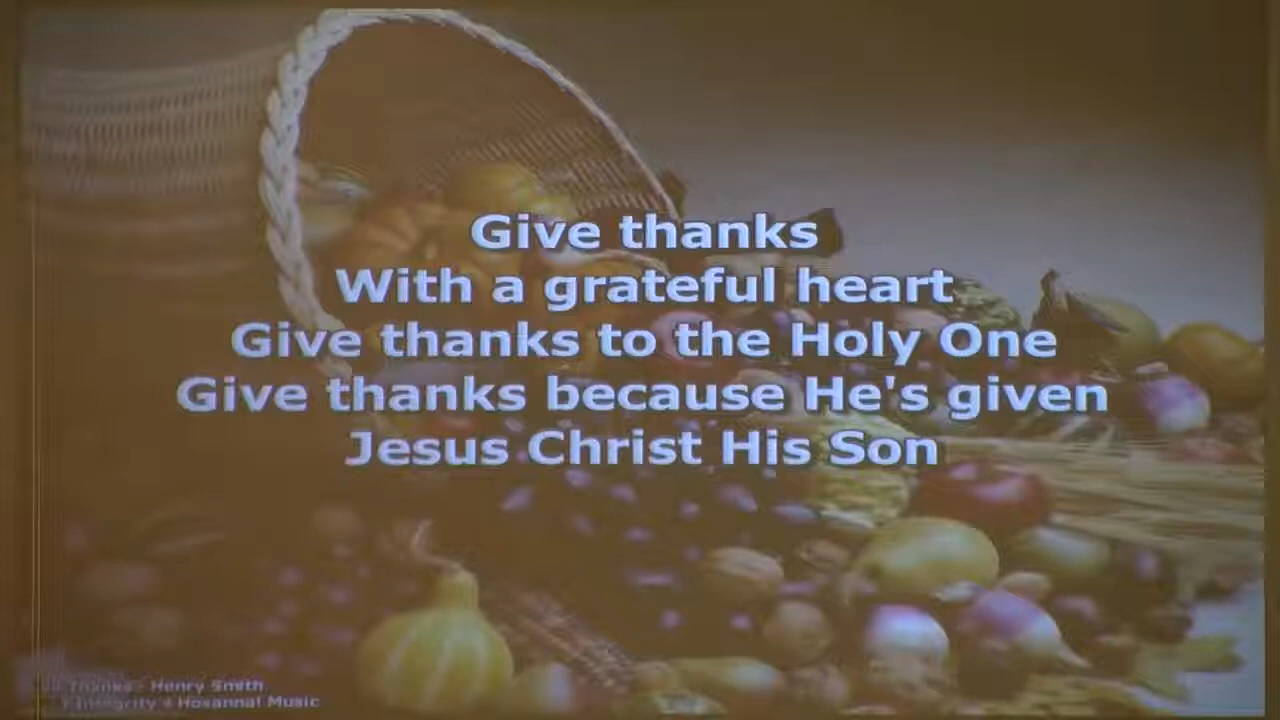 Give thanks
With a grateful heart
Give thanks to the Holy One
Give thanks because He's given
Jesus Christ His Son
Thanks - Henry Smith
Integrity's Hosanna! Music